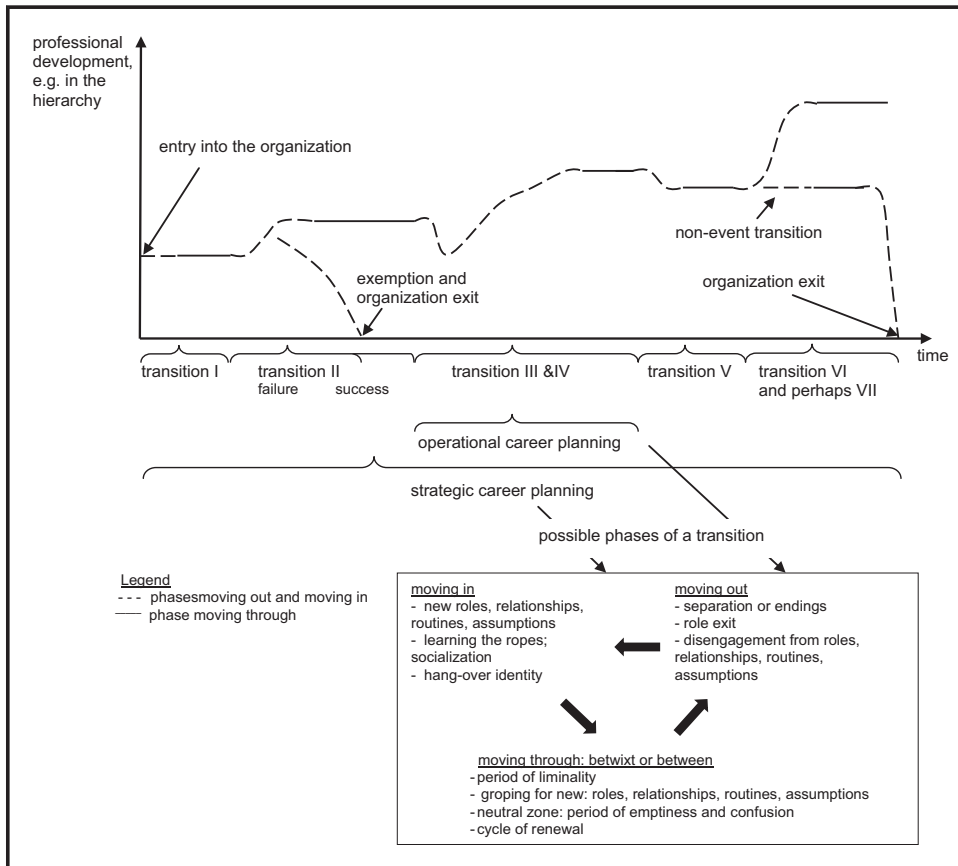 professional
development,
e.g. in the
hierarchy
entry into the organization
exemption and
organization exit
non-event transition
organization exit
time
transition I
transition II
failure success
transition III &IV
transition V
transition VI
and perhaps VII
operational career planning
strategic career planning
possible phases of a transition
Legend
--- phasesmoving out and moving in
— phase moving through
moving in
- new roles, relationships,
routines, assumptions
- learning the ropes;
socialization
- hang-over identity
moving out
- separation or endings
- role exit
- disengagement from roles,
relationships, routines,
assumptions
moving through: betwixt or between
- period of liminality
- groping for new: roles, relationships, routines, assumptions
- neutral zone: period of emptiness and confusion
- cycle of renewal